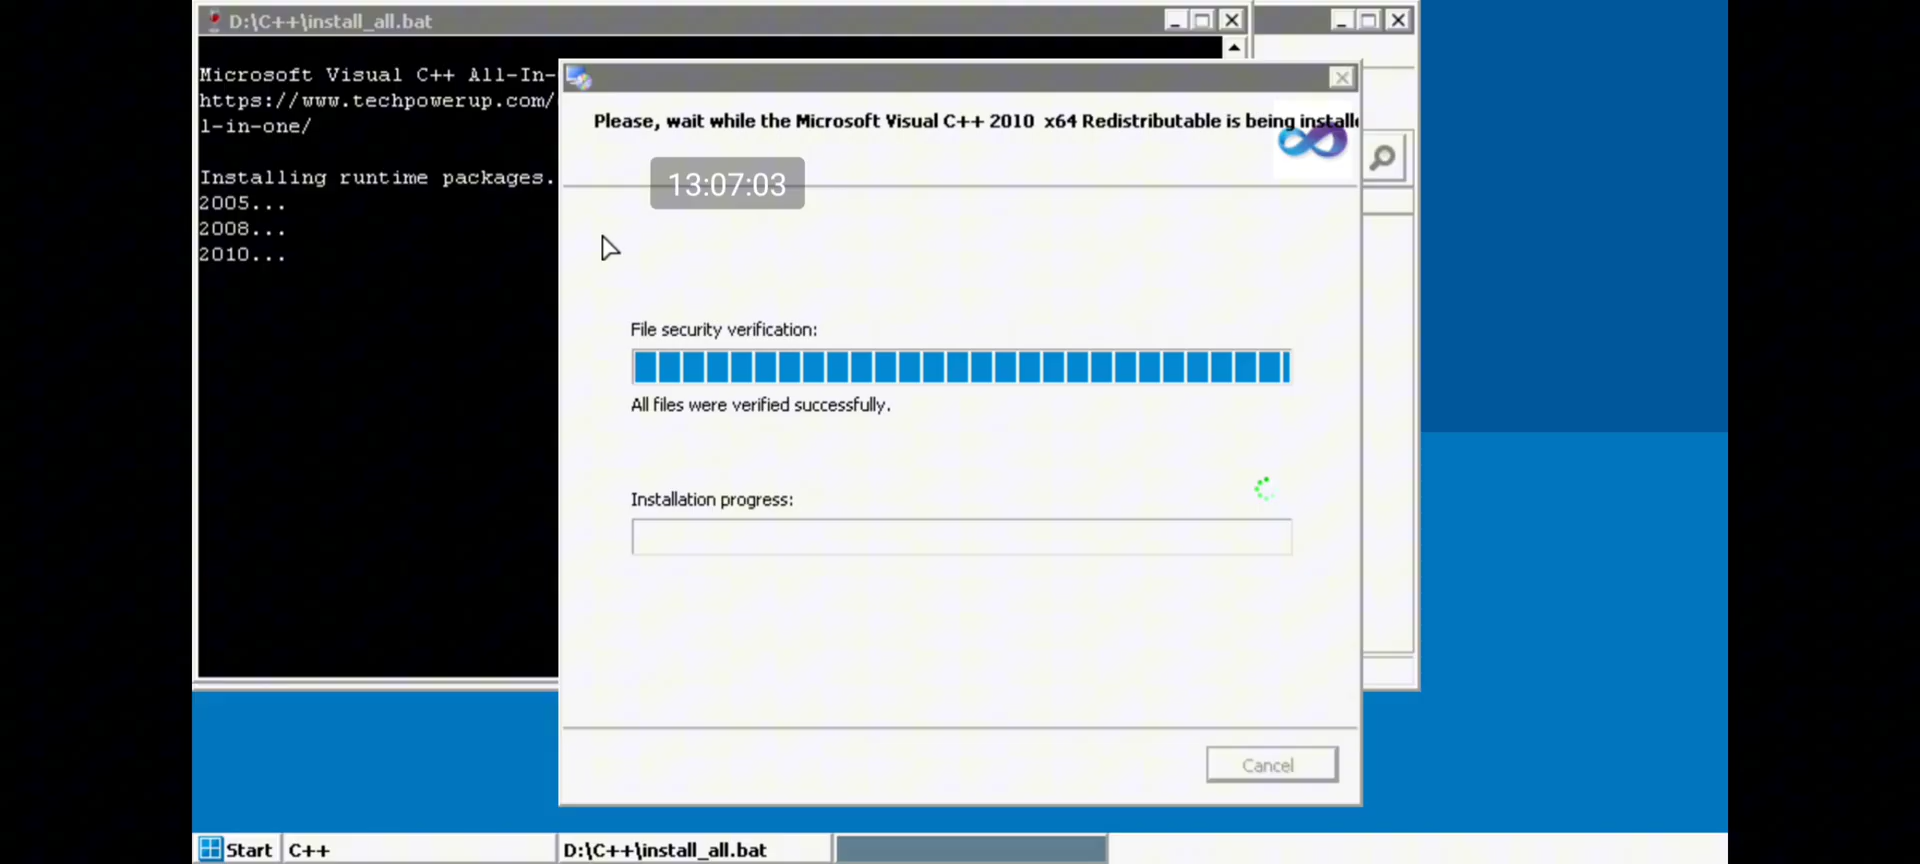 D:\C++\install_all.bat
Microsoft Visual C++ All-In-
https://www.techpowerup.com/
l-in-one/
Installing runtime packages.
2005...
2008...
2010...
Please, wait while the Microsoft Visual C++ 2010  x64 Redistributable is being installe
13:07:03
File security verification:
All files were verified successfully.
Installation progress:
Cancel
Start
C++
D:\C++\install_all.bat